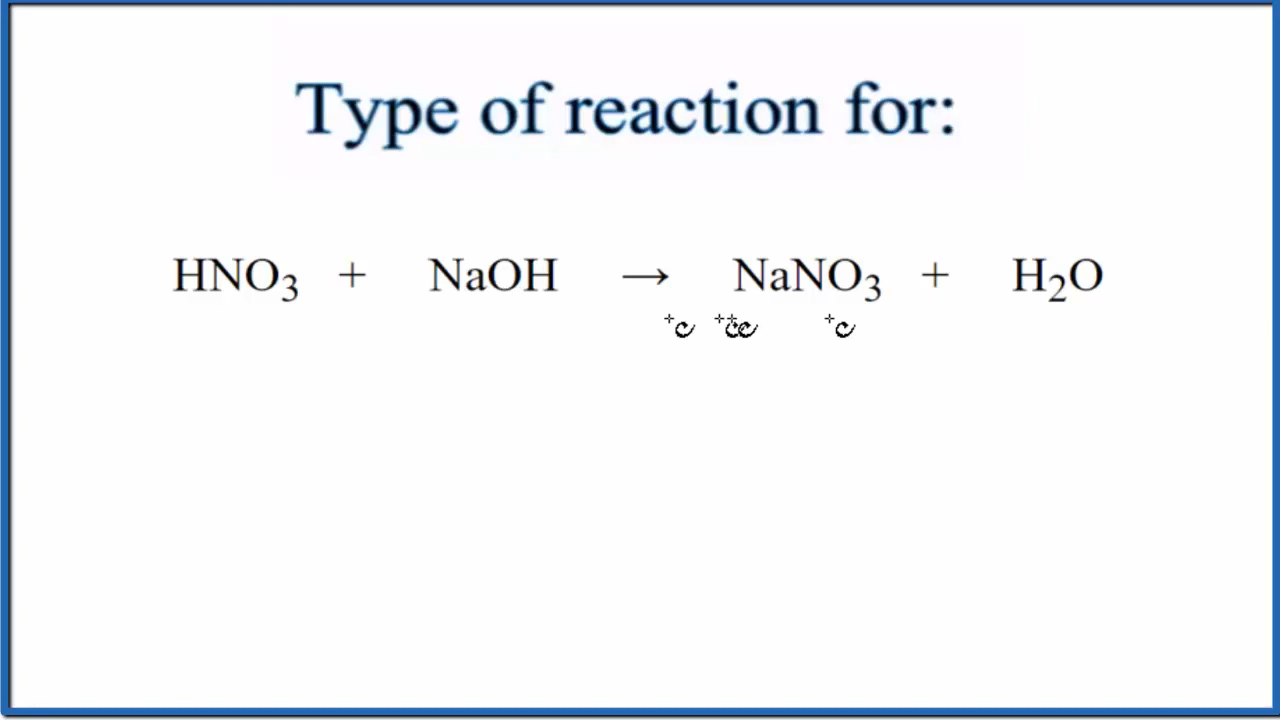 Type of reaction for:
HNO₃ + NaOH → NaNO₃ + H₂O